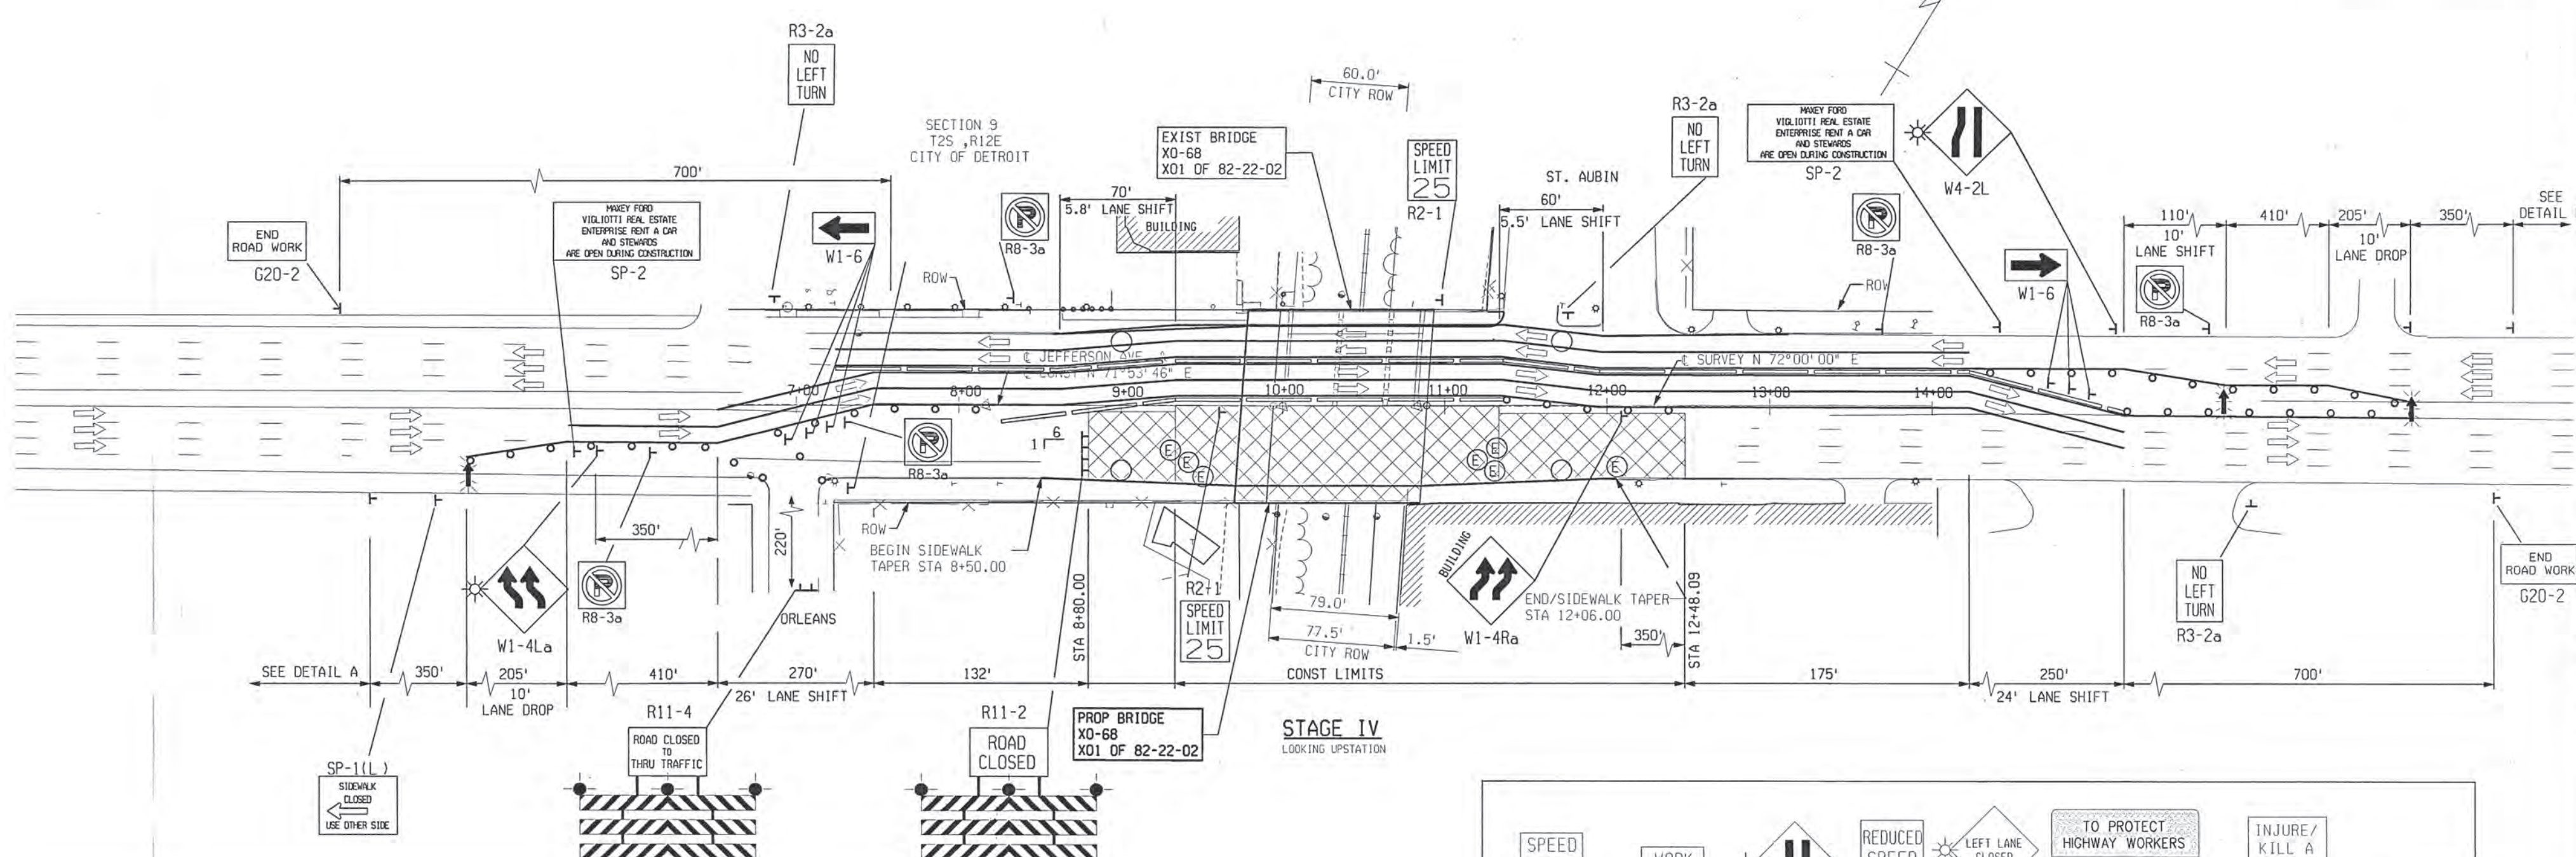 R3-2a
NO
LEFT
TURN
SECTION 9
T2S ,R12E
CITY OF DETROIT
60.0'
CITY ROW
EXIST BRIDGE
XO-68
X01 OF 82-22-02
SPEED
LIMIT
25
R2-1
ST. AUBIN
R3-2a
NO
LEFT
TURN
MAXEY FORD
VIGLIOTTI REAL ESTATE
ENTERPRISE RENT A CAR
AND STEWARDS
ARE OPEN DURING CONSTRUCTION
SP-2
W4-2L
700'
END
ROAD WORK
G20-2
MAXEY FORD
VIGLIOTTI REAL ESTATE
ENTERPRISE RENT A CAR
AND STEWARDS
ARE OPEN DURING CONSTRUCTION
SP-2
W1-6
P
R8-3a
70'
5.8' LANE SHIFT
BUILDING
60'
5.5' LANE SHIFT
P
R8-3a
W1-6
110'
10'
LANE SHIFT
P
R8-3a
410'
205'
10'
LANE DROP
350'
SEE
DETAIL
ROW
ROW
℄ JEFFERSON AVE
℄ CONST N 71°53'46" E
℄ SURVEY N 72°00'00" E
7+00
8+00
9+00
10+00
11+00
12+00
13+00
14+00
P
R8-3a
1
6
E
E
E
E
E
E
E
350'
220'
ROW
BEGIN SIDEWALK
TAPER STA 8+50.00
W1-4La
P
R8-3a
ORLEANS
STA 8+80.00
R2-1
SPEED
LIMIT
25
79.0'
77.5'
CITY ROW
1.5'
BUILDING
W1-4Ra
END/SIDEWALK TAPER
STA 12+06.00
350'
STA 12+48.09
NO
LEFT
TURN
R3-2a
END
ROAD WORK
G20-2
SEE DETAIL A
350'
205'
10'
LANE DROP
410'
270'
26' LANE SHIFT
132'
CONST LIMITS
175'
250'
24' LANE SHIFT
700'
SP-1(L)
SIDEWALK
CLOSED
USE OTHER SIDE
R11-4
ROAD CLOSED
TO
THRU TRAFFIC
R11-2
ROAD
CLOSED
PROP BRIDGE
XO-68
X01 OF 82-22-02
STAGE IV
LOOKING UPSTATION
SPEED
WORK
REDUCED
SPEED
LEFT LANE
CLOSED
TO PROTECT
HIGHWAY WORKERS
INJURE/
KILL A